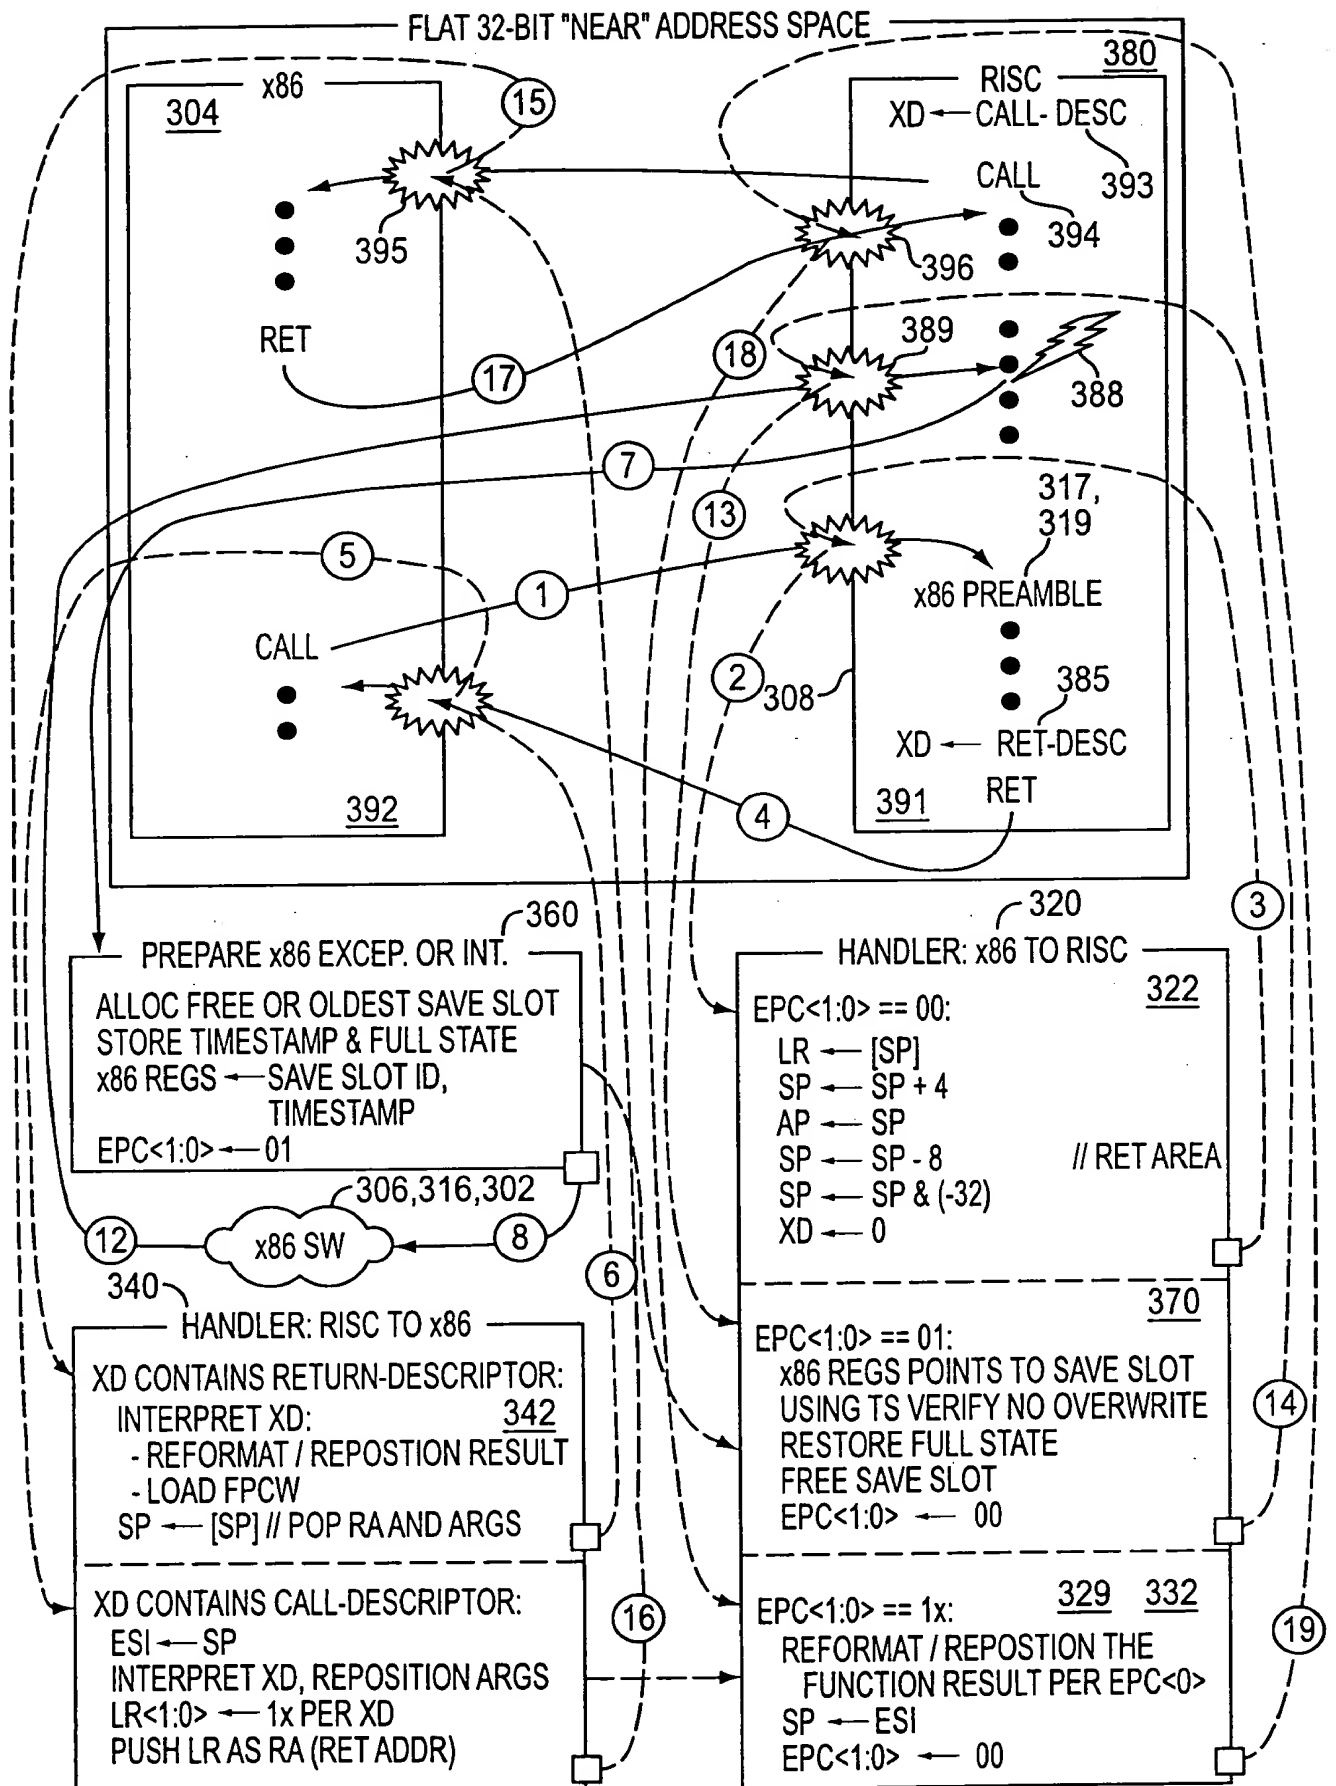 FLAT 32-BIT "NEAR" ADDRESS SPACE
380
x86
304
15
RISC
XD ← CALL- DESC
393
CALL
394
395
396
RET
17
18
389
388
7
13
317,
319
5
1
x86 PREAMBLE
CALL
2
308
385
XD ← RET-DESC
RET
391
392
4
3
360
PREPARE x86 EXCEP. OR INT.
ALLOC FREE OR OLDEST SAVE SLOT
STORE TIMESTAMP & FULL STATE
x86 REGS ← SAVE SLOT ID,
TIMESTAMP
EPC<1:0> ← 01
306,316,302
12
x86 SW
8
6
320
HANDLER: x86 TO RISC
322
EPC<1:0> == 00:
LR ← [SP]
SP ← SP + 4
AP ← SP
SP ← SP - 8 // RET AREA
SP ← SP & (-32)
XD ← 0
370
EPC<1:0> == 01:
x86 REGS POINTS TO SAVE SLOT
USING TS VERIFY NO OVERWRITE
RESTORE FULL STATE
FREE SAVE SLOT
EPC<1:0> ← 00
14
EPC<1:0> == 1x: 329 332
REFORMAT / REPOSTION THE
FUNCTION RESULT PER EPC<0>
SP ← ESI
EPC<1:0> ← 00
19
340
HANDLER: RISC TO x86
XD CONTAINS RETURN-DESCRIPTOR:
INTERPRET XD: 342
- REFORMAT / REPOSTION RESULT
- LOAD FPCW
SP ← [SP] // POP RA AND ARGS
XD CONTAINS CALL-DESCRIPTOR:
ESI ← SP
INTERPRET XD, REPOSITION ARGS
LR<1:0> ← 1x PER XD
PUSH LR AS RA (RET ADDR)
16